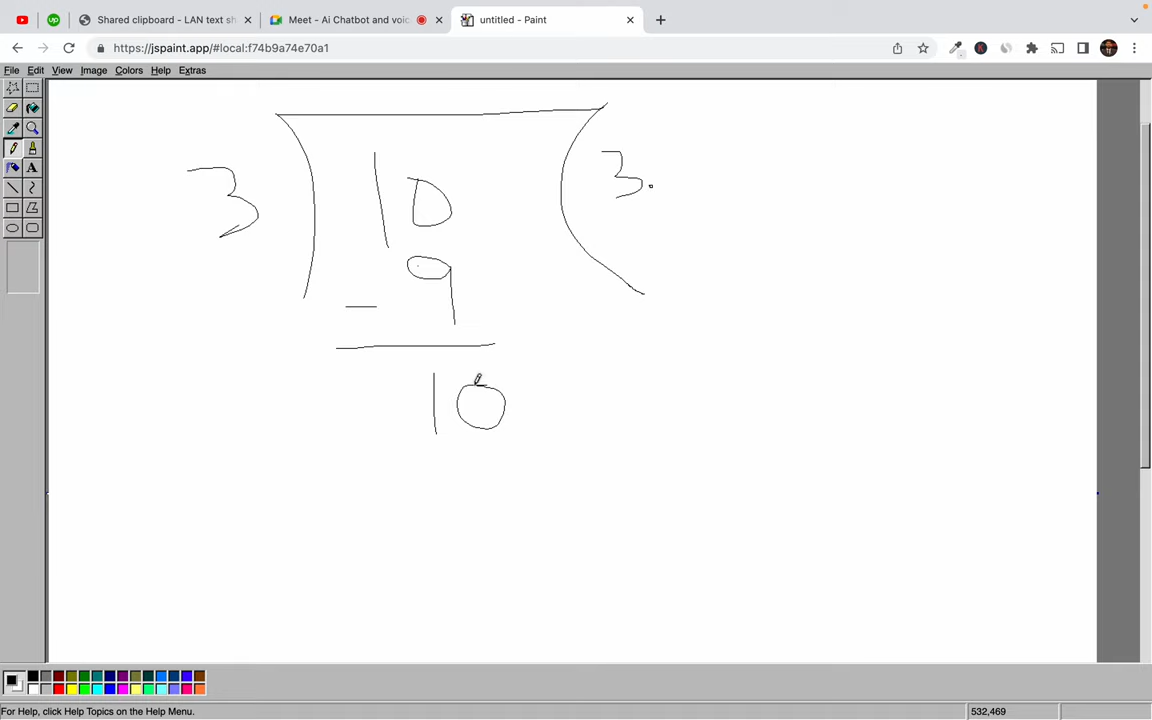 Shared clipboard - LAN text sh
Meet - Ai Chatbot and voic
untitled - Paint
https://jspaint.app/#local:f74b9a74e70a1
File Edit View Image Colors Help Extras
3 10 3.
- 9
10
For Help, click Help Topics on the Help Menu.
532,469